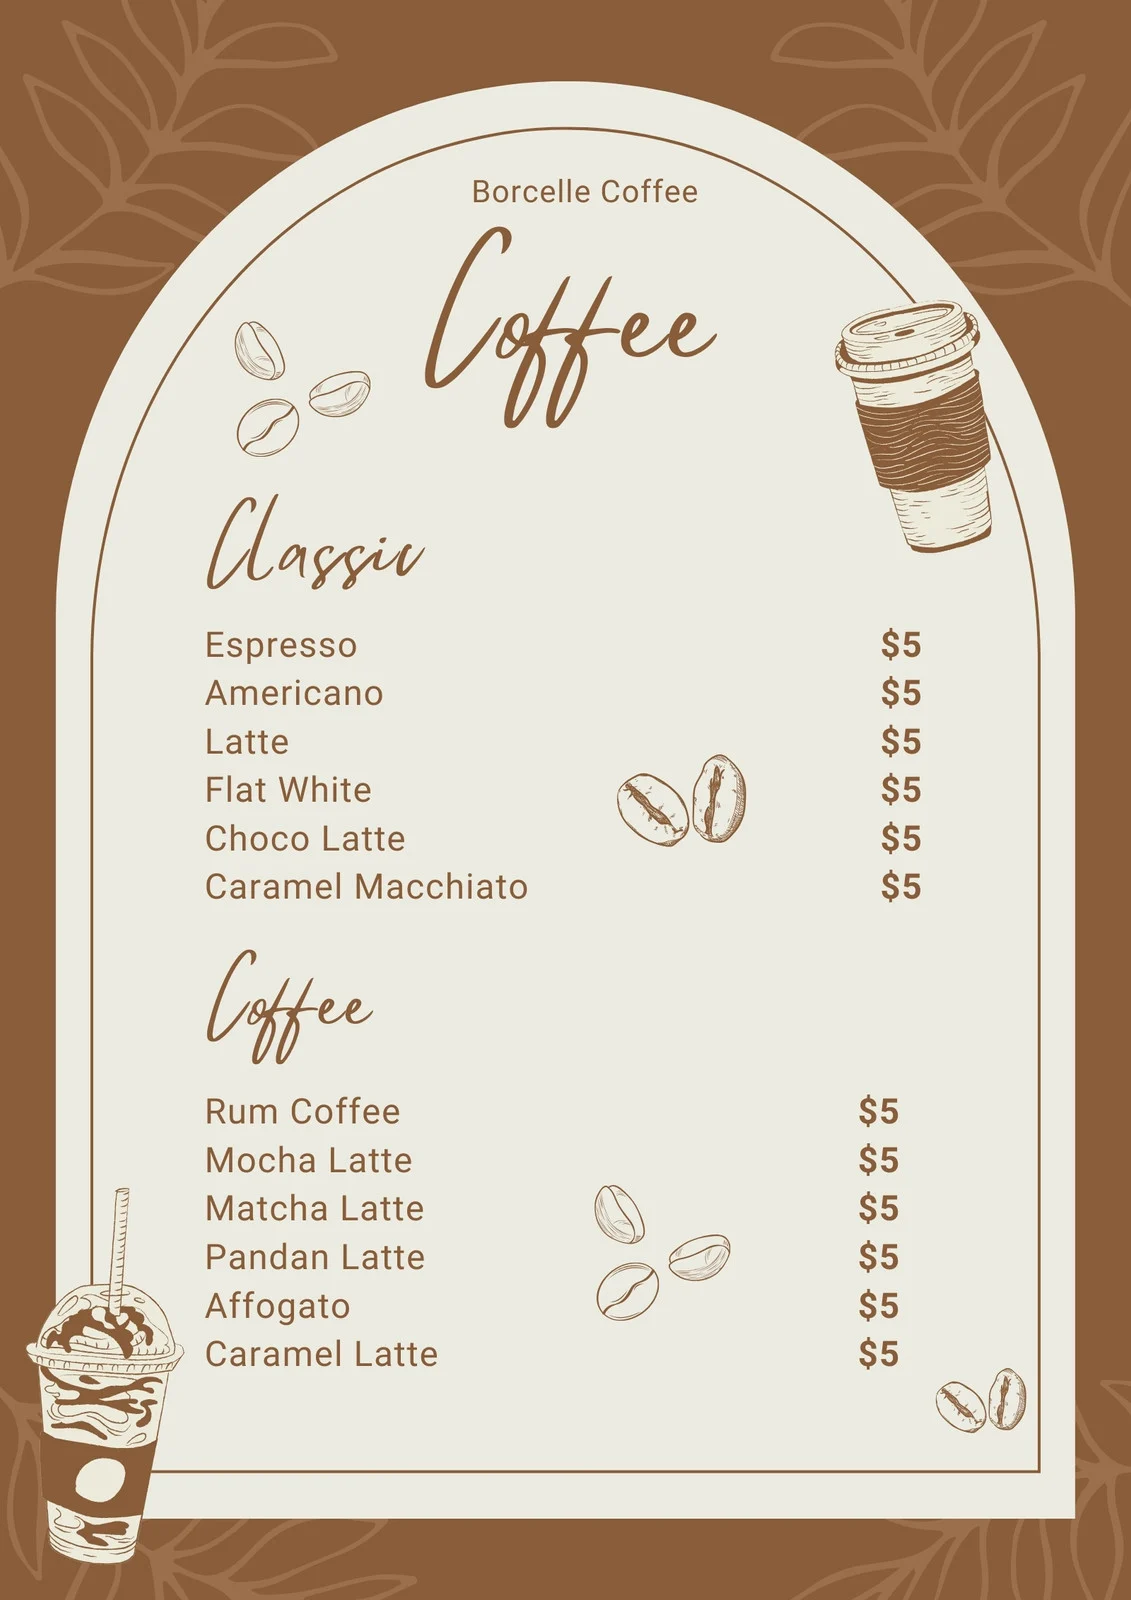 Borcelle Coffee
Coffee
Classic
Espresso $5
Americano $5
Latte $5
Flat White $5
Choco Latte $5
Caramel Macchiato $5
Coffee
Rum Coffee $5
Mocha Latte $5
Matcha Latte $5
Pandan Latte $5
Affogato $5
Caramel Latte $5